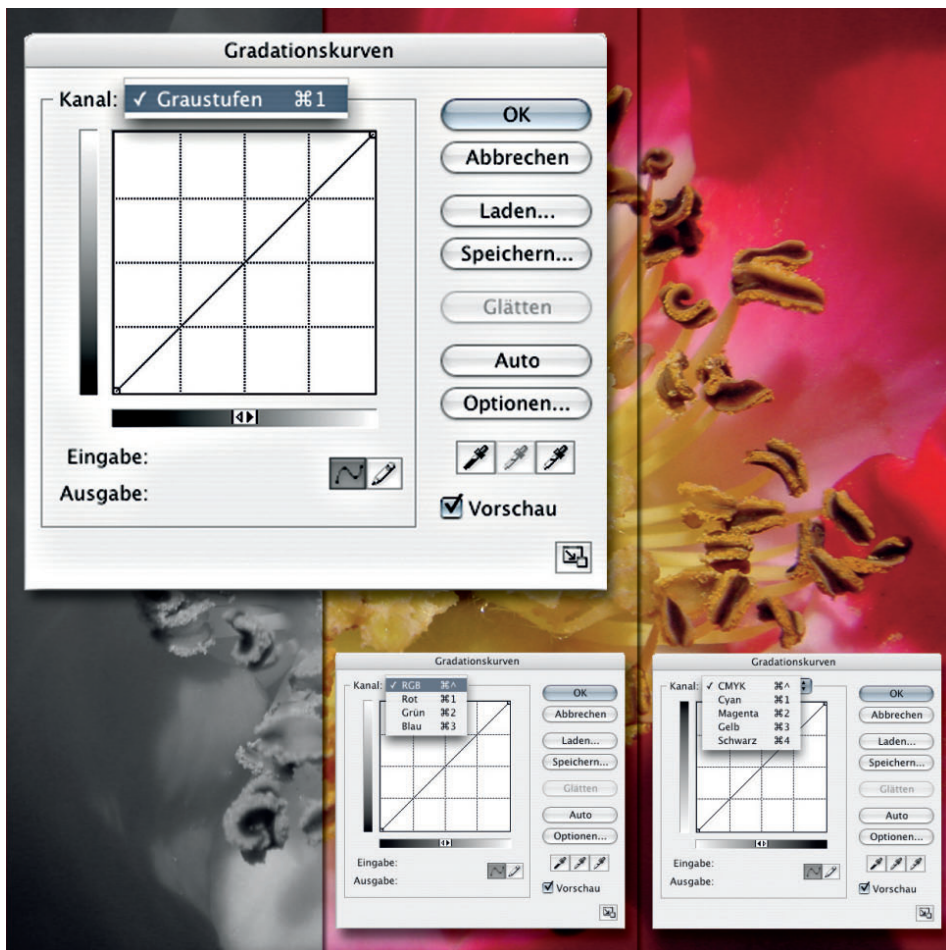 Gradationskurven
Kanal: ✓ Graustufen ⌘1
OK
Abbrechen
Laden...
Speichern...
Glätten
Auto
Optionen...
Eingabe:
Ausgabe:
Vorschau
Gradationskurven
Kanal: ✓ RGB ⌘^
Rot ⌘1
Grün ⌘2
Blau ⌘3
OK
Abbrechen
Laden...
Speichern...
Glätten
Auto
Optionen...
Eingabe:
Ausgabe:
Vorschau
Gradationskurven
Kanal: ✓ CMYK ⌘^
Cyan ⌘1
Magenta ⌘2
Gelb ⌘3
Schwarz ⌘4
OK
Abbrechen
Laden...
Speichern...
Glätten
Auto
Optionen...
Eingabe:
Ausgabe:
Vorschau